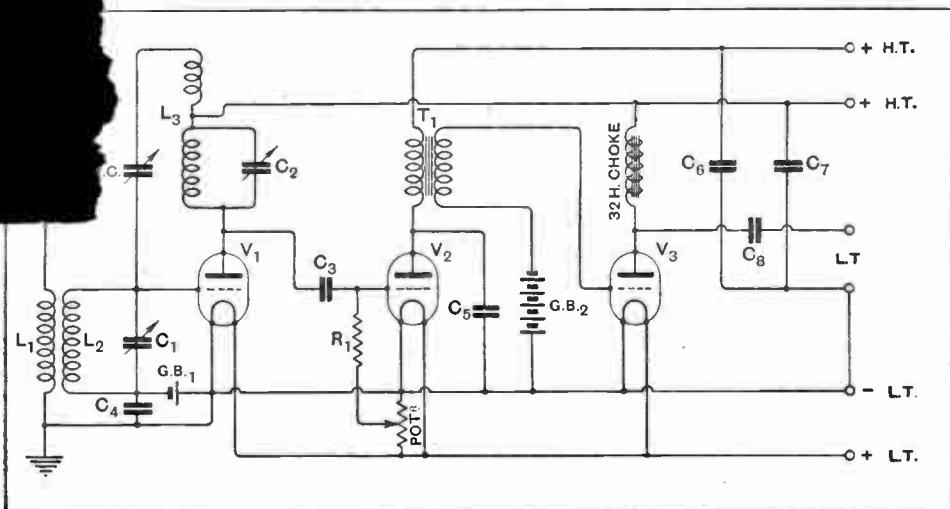 + H.T.
+ H.T.
L3
T1
32 H. CHOKE
.C.
C2
C6
C7
V1
V2
V3
C3
C8
L.T
L1
L2
C1
R1
C5
G.B.2
G.B.1
C4
POTR
- L.T.
+ L.T.